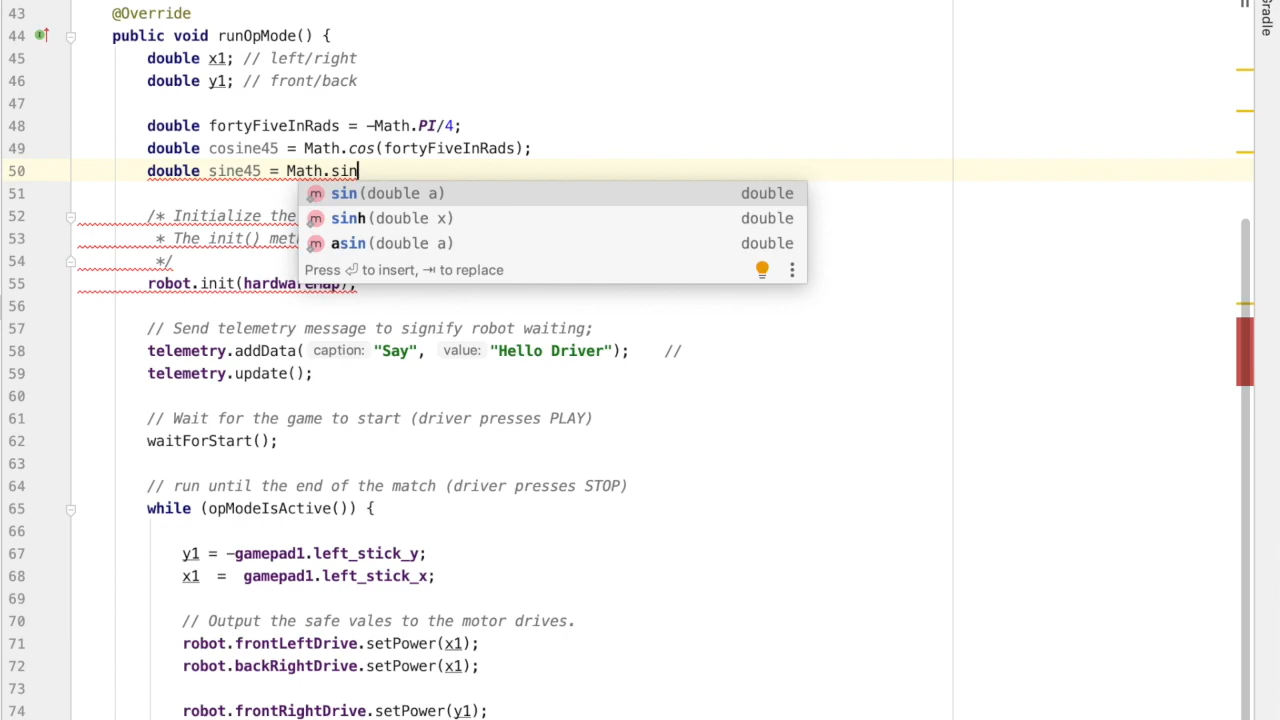 Gradle
43 @Override
44 public void runOpMode() {
45 double x1; // left/right
46 double y1; // front/back
47
48 double fortyFiveInRads = -Math.PI/4;
49 double cosine45 = Math.cos(fortyFiveInRads);
50 double sine45 = Math.sin
sin(double a) double
sinh(double x) double
asin(double a) double
Press ⏎ to insert, ⇥ to replace
51
52 /* Initialize the
53 * The init() met
54 */
55 robot.init(hardwareMap);
56
57 // Send telemetry message to signify robot waiting;
58 telemetry.addData( caption: "Say", value: "Hello Driver"); //
59 telemetry.update();
60
61 // Wait for the game to start (driver presses PLAY)
62 waitForStart();
63
64 // run until the end of the match (driver presses STOP)
65 while (opModeIsActive()) {
66
67 y1 = -gamepad1.left_stick_y;
68 x1 = gamepad1.left_stick_x;
69
70 // Output the safe vales to the motor drives.
71 robot.frontLeftDrive.setPower(x1);
72 robot.backRightDrive.setPower(x1);
73
74 robot.frontRightDrive.setPower(y1);